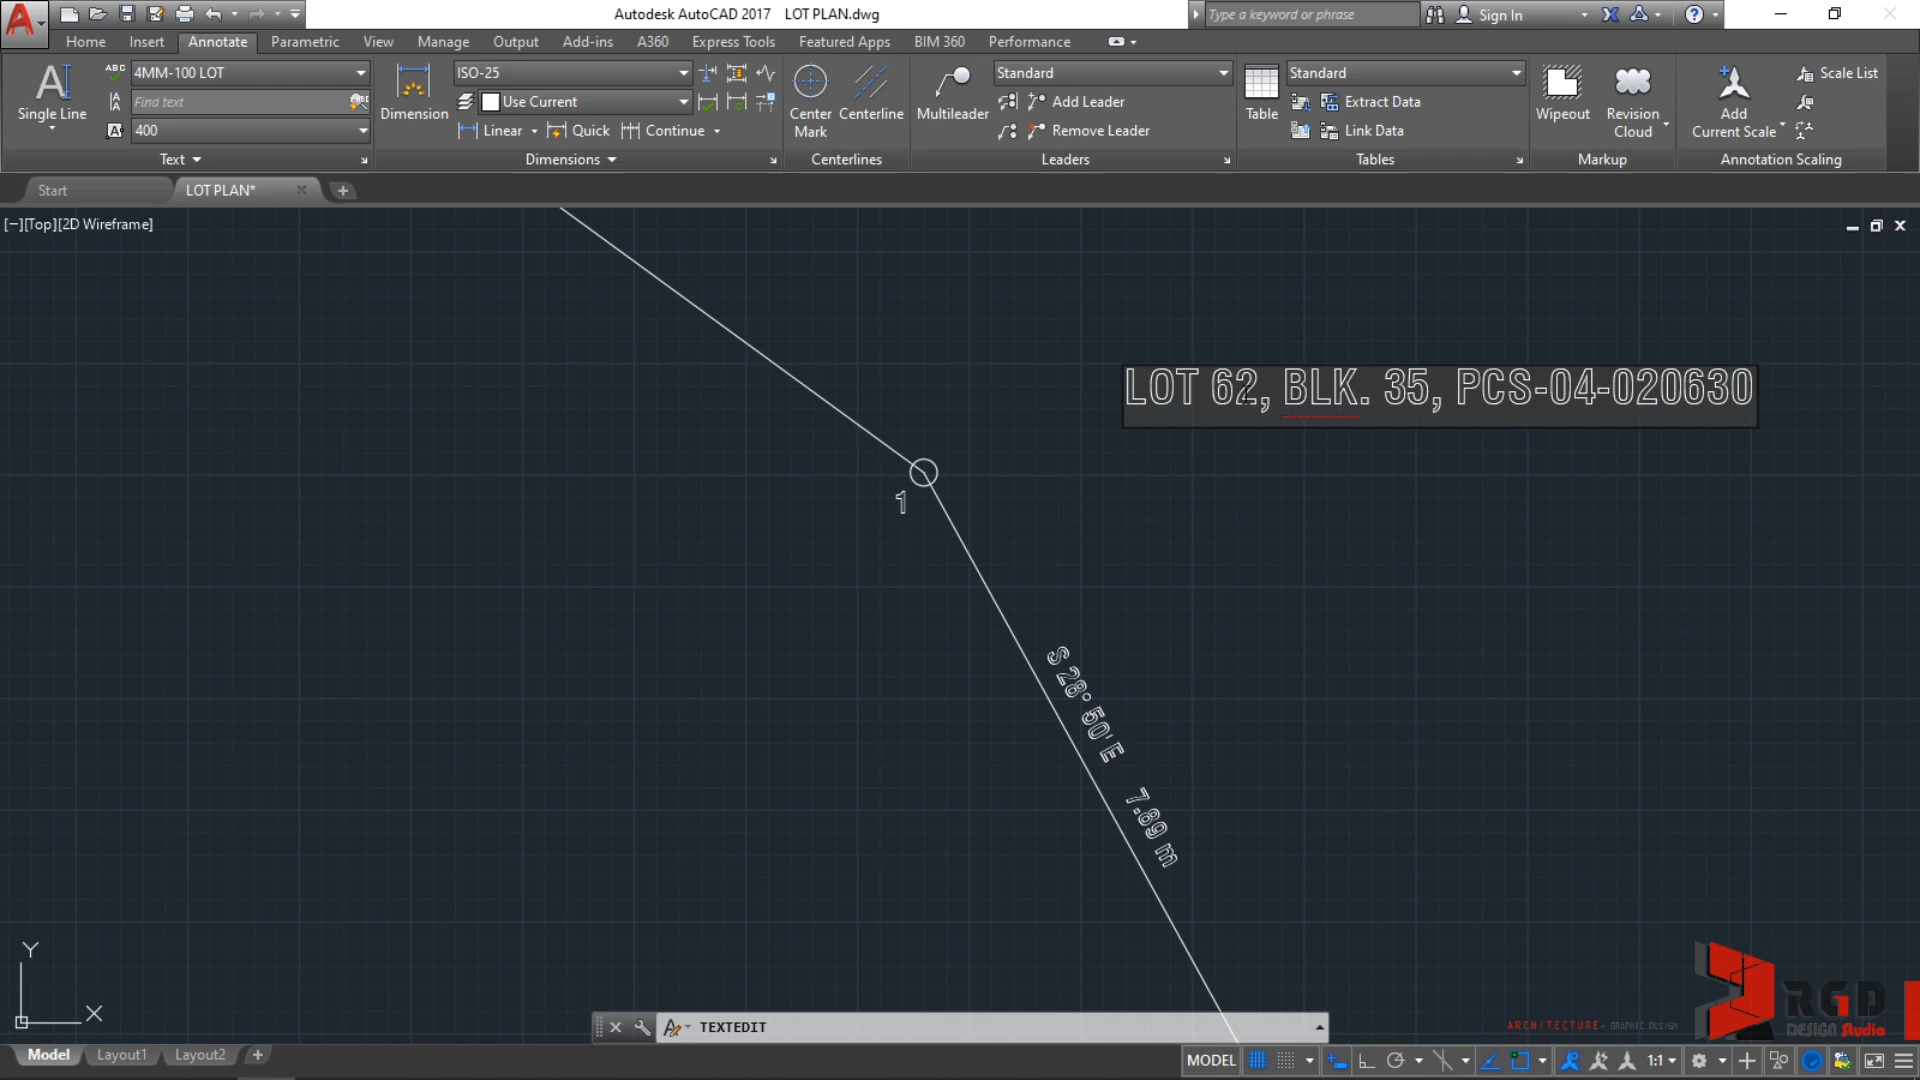 Autodesk AutoCAD 2017 LOT PLAN.dwg
Type a keyword or phrase
Sign In
Home Insert Annotate Parametric View Manage Output Add-ins A360 Express Tools Featured Apps BIM 360 Performance
Single Line
4MM-100 LOT
Find text
400
Text
Dimension
ISO-25
Use Current
Linear Quick Continue
Dimensions
Center Mark
Centerline
Centerlines
Multileader
Standard
Add Leader
Remove Leader
Leaders
Table
Standard
Extract Data
Link Data
Tables
Wipeout
Revision Cloud
Markup
Add Current Scale
Scale List
Annotation Scaling
Start
LOT PLAN*
[−][Top][2D Wireframe]
LOT 62, BLK. 35, PCS-04-020630
1
S 28° 50' E 7.89 m
Y
X
TEXTEDIT
RGD
DESIGN Studio
ARCHITECTURE + GRAPHIC DESIGN
Model Layout1 Layout2
MODEL
1:1